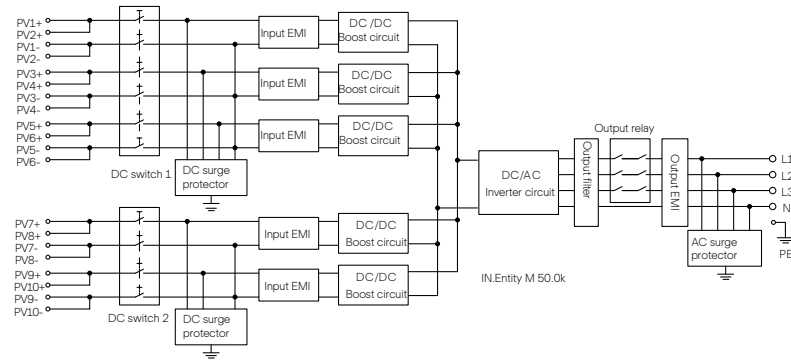 PV1+
PV2+
PV1-
PV2-
PV3+
PV4+
PV3-
PV4-
PV5+
PV6+
PV5-
PV6-
DC switch 1
DC surge
protector
Input EMI
DC /DC
Boost circuit
Input EMI
DC/DC
Boost circuit
Input EMI
DC/DC
Boost circuit
PV7+
PV8+
PV7-
PV8-
PV9+
PV10+
PV9-
PV10-
DC switch 2
DC surge
protector
Input EMI
DC/DC
Boost circuit
Input EMI
DC/DC
Boost circuit
DC/AC
Inverter circuit
Output filter
Output relay
Output EMI
L1
L2
L3
N
PE
AC surge
protector
IN.Entity M 50.0k